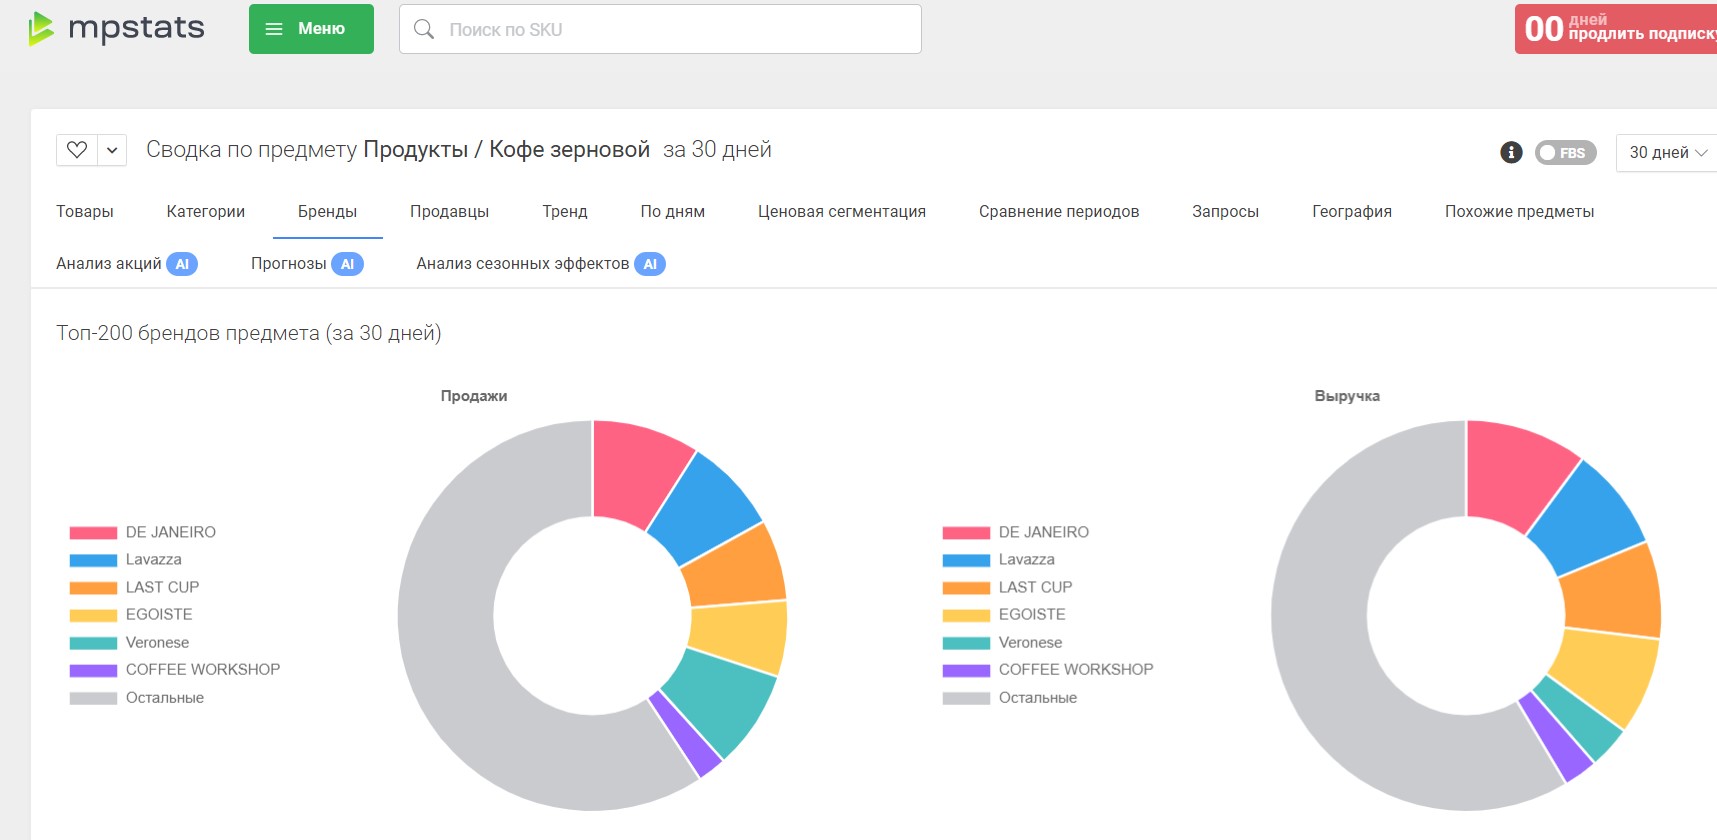 mpstats
Меню
Поиск по SKU
00 дней
продлить подписку
Сводка по предмету Продукты / Кофе зерновой за 30 дней
FBS
30 дней
Товары Категории Бренды Продавцы Тренд По дням Ценовая сегментация Сравнение периодов Запросы География Похожие предметы
Анализ акций AI Прогнозы AI Анализ сезонных эффектов AI
Топ-200 брендов предмета (за 30 дней)
Продажи
DE JANEIRO
Lavazza
LAST CUP
EGOISTE
Veronese
COFFEE WORKSHOP
Остальные
Выручка
DE JANEIRO
Lavazza
LAST CUP
EGOISTE
Veronese
COFFEE WORKSHOP
Остальные